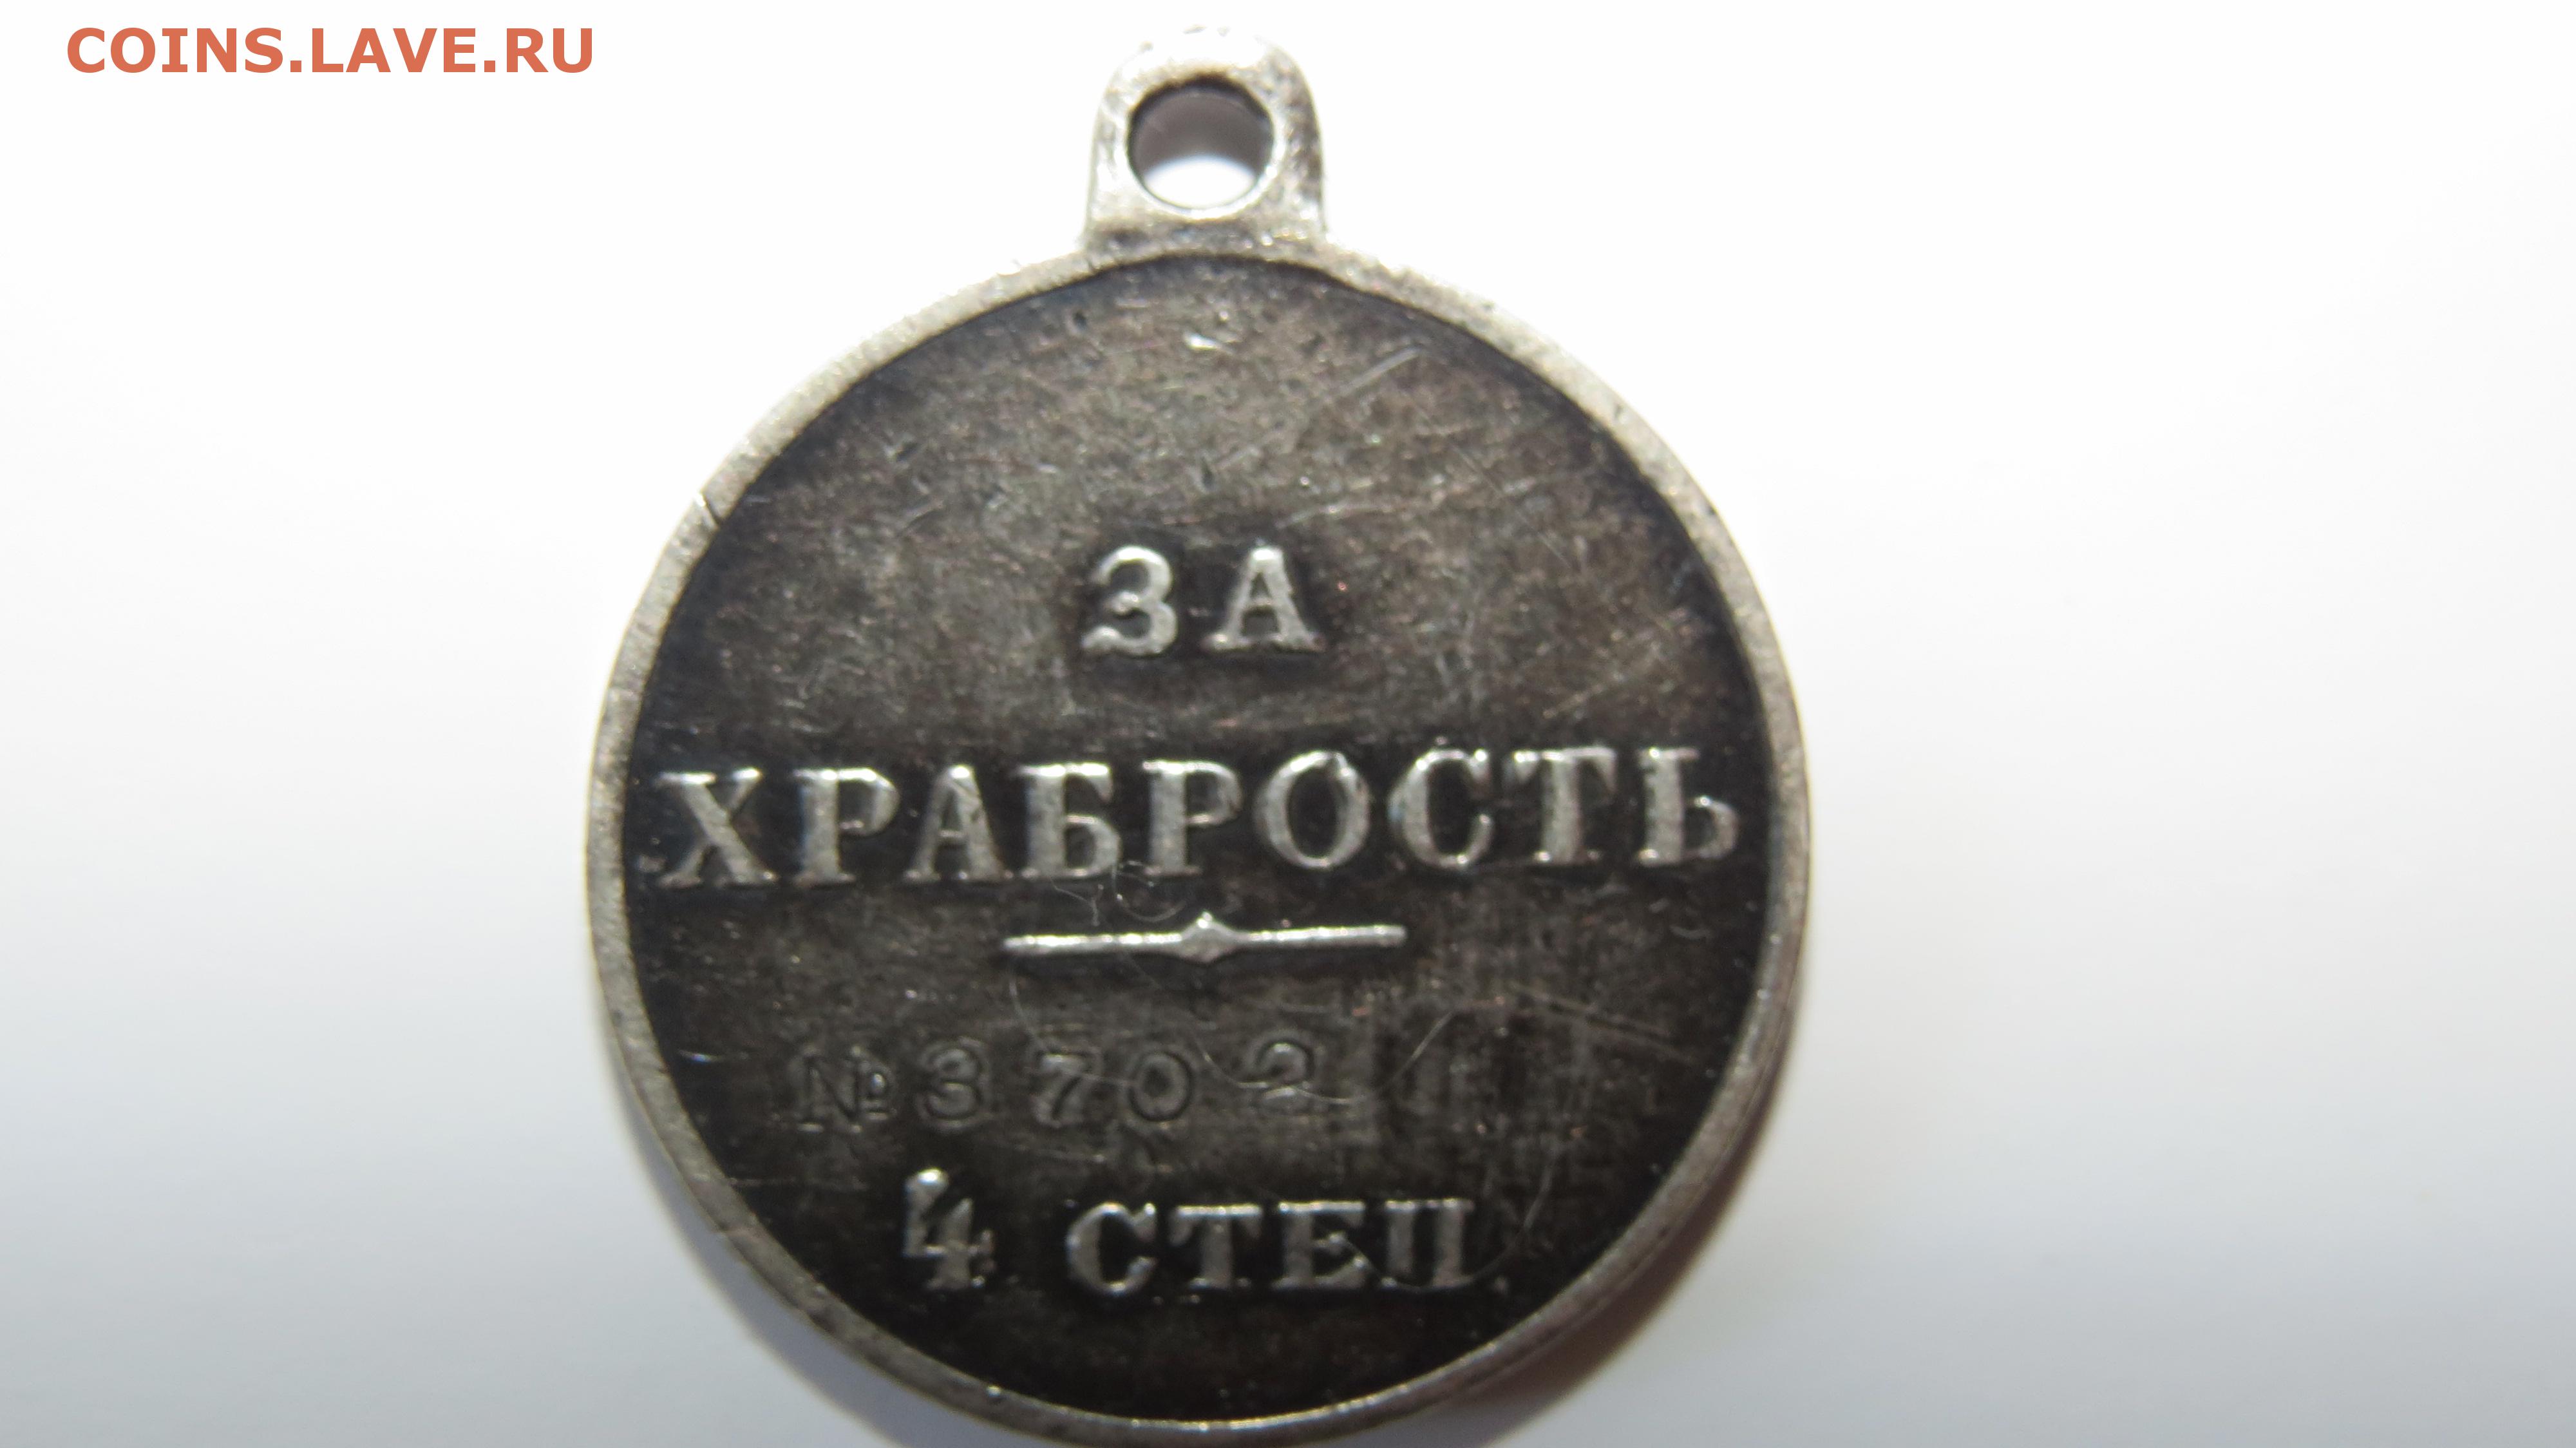 COINS.LAVE.RU
ЗА
ХРАБРОСТЬ
№3702
4 СТЕП.